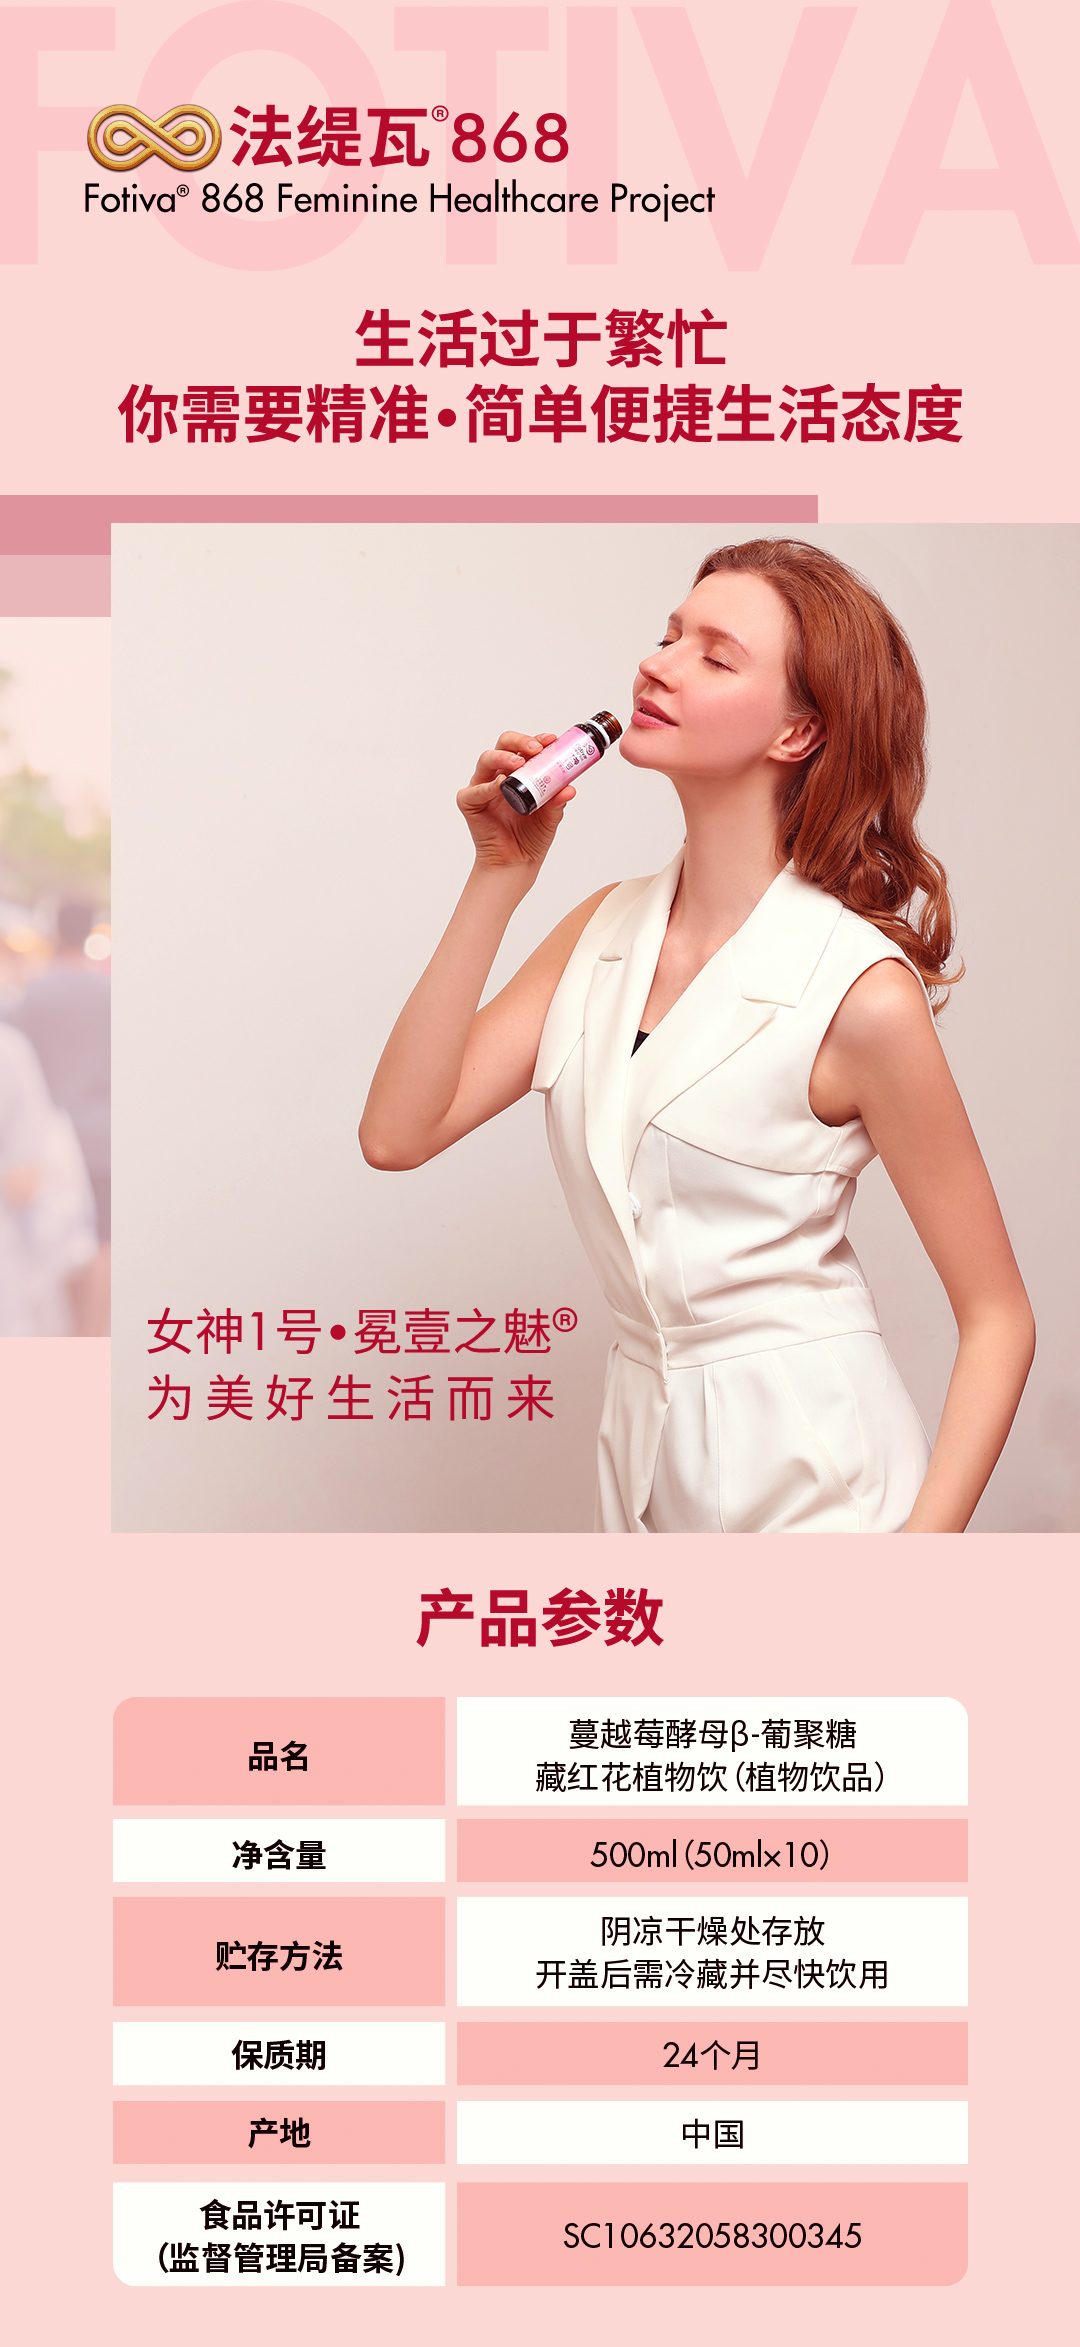 FOTIVA
法缇瓦®868
Fotiva® 868 Feminine Healthcare Project
生活过于繁忙
你需要精准•简单便捷生活态度
女神1号•冕壹之魅®
为美好生活而来
产品参数
品名
蔓越莓酵母β-葡聚糖
藏红花植物饮（植物饮品）
净含量
500ml（50ml×10）
贮存方法
阴凉干燥处存放
开盖后需冷藏并尽快饮用
保质期
24个月
产地
中国
食品许可证
（监督管理局备案)
SC10632058300345